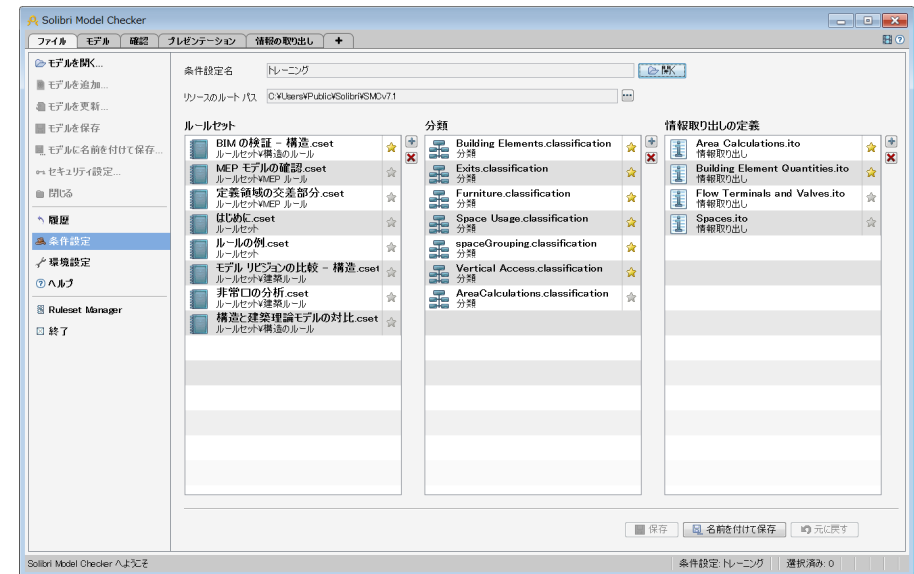 Solibri Model Checker
ファイル モデル 確認 プレゼンテーション 情報の取り出し +
モデルを開く...
モデルを追加...
モデルを更新...
モデルを保存
モデルに名前を付けて保存...
セキュリティ設定...
閉じる
履歴
条件設定
環境設定
ヘルプ
Ruleset Manager
終了
条件設定名 トレーニング 開く
リソースのルート パス C:¥Users¥Public¥Solibri¥SMCv7.1
ルールセット
BIM の検証 - 構造.cset
ルールセット¥構造のルール
MEP モデルの確認.cset
ルールセット¥MEP ルール
定義領域の交差部分.cset
ルールセット¥MEP ルール
はじめに.cset
ルールセット
ルールの例.cset
ルールセット
モデル リビジョンの比較 - 構造.cset
ルールセット¥建築ルール
非常口の分析.cset
ルールセット¥建築ルール
構造と建築理論モデルの対比.cset
ルールセット¥構造のルール
分類
Building Elements.classification
分類
Exits.classification
分類
Furniture.classification
分類
Space Usage.classification
分類
spaceGrouping.classification
分類
Vertical Access.classification
分類
AreaCalculations.classification
分類
情報取り出しの定義
Area Calculations.ito
情報取り出し
Building Element Quantities.ito
情報取り出し
Flow Terminals and Valves.ito
情報取り出し
Spaces.ito
情報取り出し
保存 名前を付けて保存 元に戻す
Solibri Model Checker へようこそ
条件設定: トレーニング 選択済み: 0